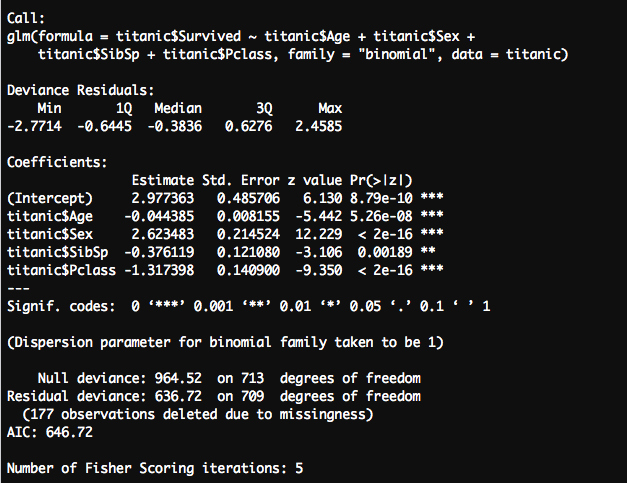 Call:
glm(formula = titanic$Survived ~ titanic$Age + titanic$Sex +
    titanic$SibSp + titanic$Pclass, family = "binomial", data = titanic)

Deviance Residuals:
    Min       1Q   Median       3Q      Max
-2.7714  -0.6445  -0.3836   0.6276   2.4585

Coefficients:
                Estimate Std. Error z value Pr(>|z|)
(Intercept)     2.977363   0.485706   6.130 8.79e-10 ***
titanic$Age    -0.044385   0.008155  -5.442 5.26e-08 ***
titanic$Sex     2.623483   0.214524  12.229  < 2e-16 ***
titanic$SibSp  -0.376119   0.121080  -3.106  0.00189 **
titanic$Pclass -1.317398   0.140900  -9.350  < 2e-16 ***
---
Signif. codes:  0 ‘***’ 0.001 ‘**’ 0.01 ‘*’ 0.05 ‘.’ 0.1 ‘ ’ 1

(Dispersion parameter for binomial family taken to be 1)

    Null deviance: 964.52  on 713  degrees of freedom
Residual deviance: 636.72  on 709  degrees of freedom
  (177 observations deleted due to missingness)
AIC: 646.72

Number of Fisher Scoring iterations: 5